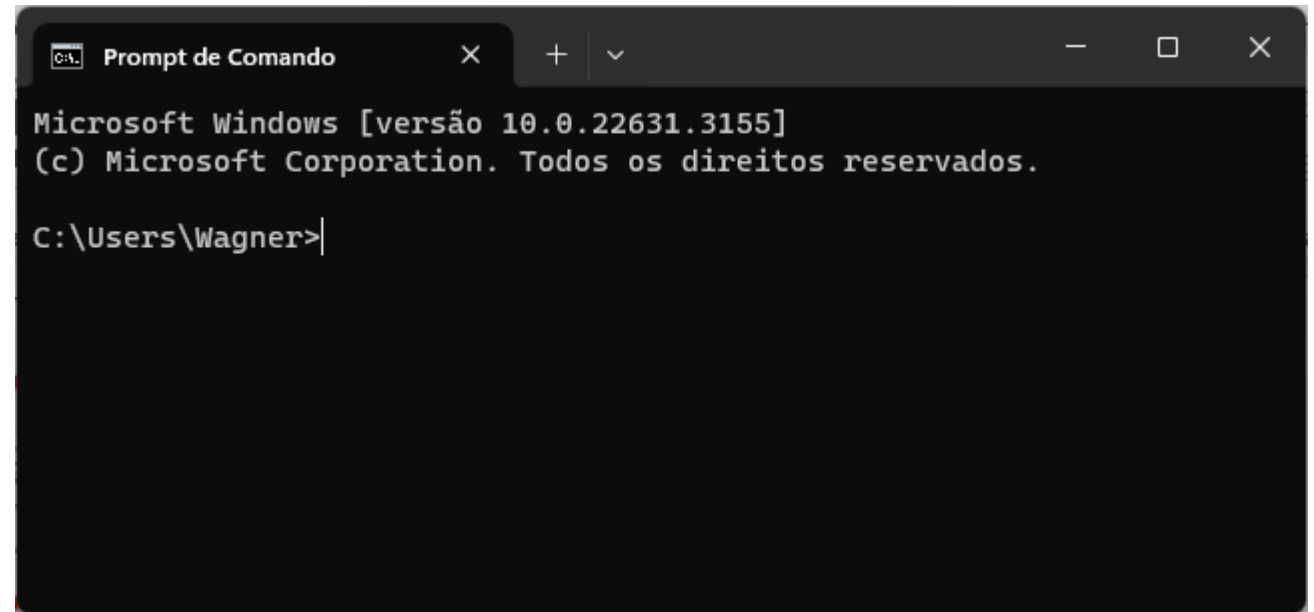 C:\. Prompt de Comando
Microsoft Windows [versão 10.0.22631.3155]
(c) Microsoft Corporation. Todos os direitos reservados.
C:\Users\Wagner>